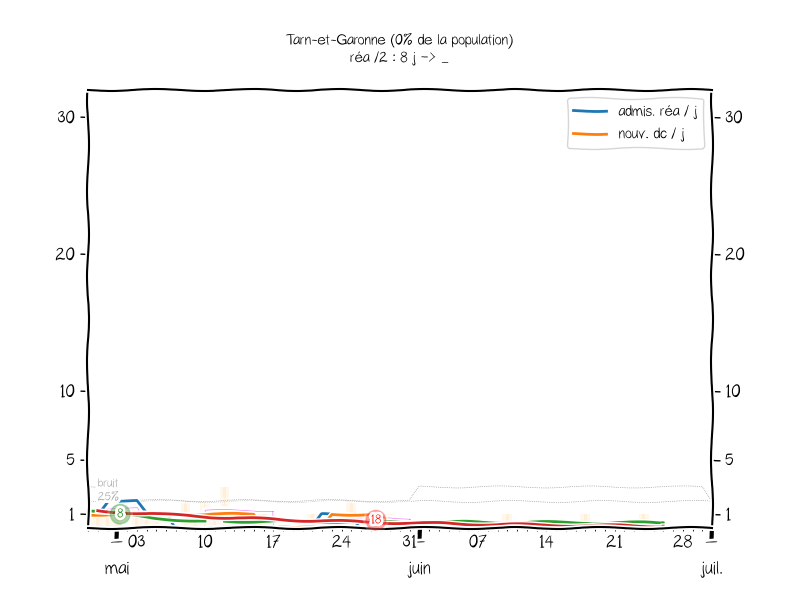 Tarn-et-Garonne (0% de la population)
réa /2 : 8 j -> _
admis. réa / j
nouv. dc / j
30
30
20
20
10
10
5
5
bruit
25%
1
1
8
18
03
10
17
24
31
07
14
21
28
mai
juin
juil.